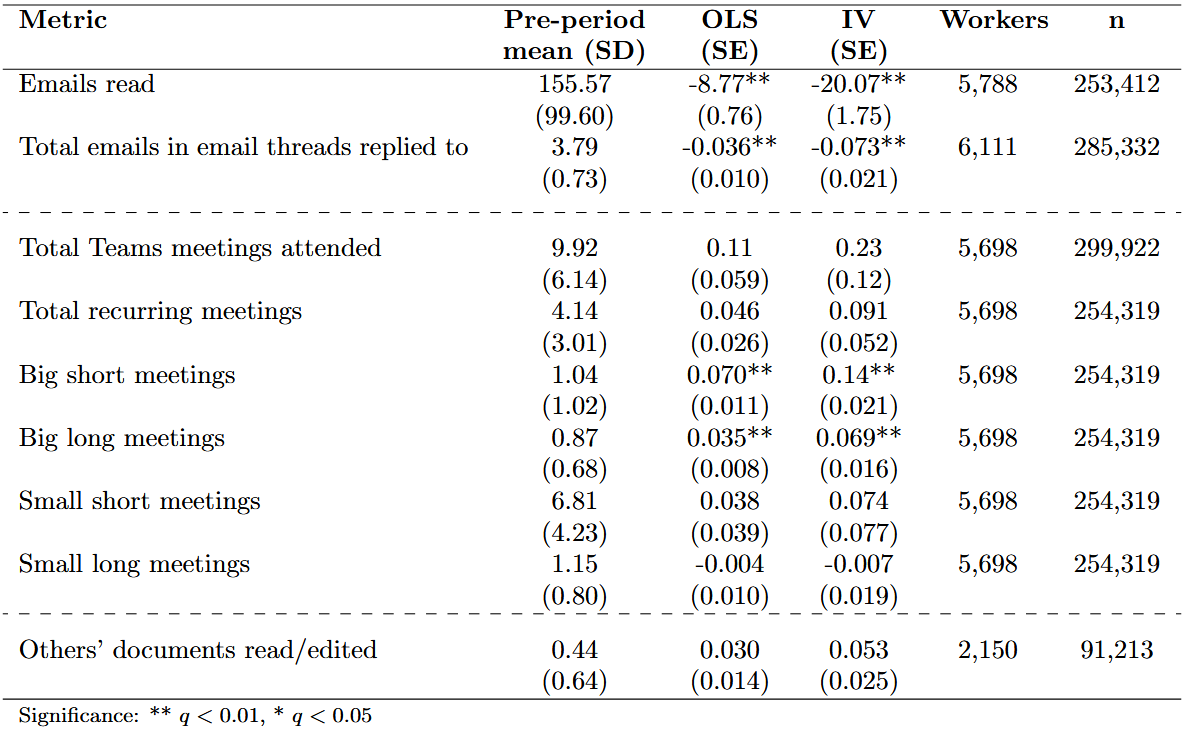 Metric Pre-period OLS IV Workers n
mean (SD) (SE) (SE)
Emails read 155.57 -8.77** -20.07** 5,788 253,412
(99.60) (0.76) (1.75)
Total emails in email threads replied to 3.79 -0.036** -0.073** 6,111 285,332
(0.73) (0.010) (0.021)
Total Teams meetings attended 9.92 0.11 0.23 5,698 299,922
(6.14) (0.059) (0.12)
Total recurring meetings 4.14 0.046 0.091 5,698 254,319
(3.01) (0.026) (0.052)
Big short meetings 1.04 0.070** 0.14** 5,698 254,319
(1.02) (0.011) (0.021)
Big long meetings 0.87 0.035** 0.069** 5,698 254,319
(0.68) (0.008) (0.016)
Small short meetings 6.81 0.038 0.074 5,698 254,319
(4.23) (0.039) (0.077)
Small long meetings 1.15 -0.004 -0.007 5,698 254,319
(0.80) (0.010) (0.019)
Others' documents read/edited 0.44 0.030 0.053 2,150 91,213
(0.64) (0.014) (0.025)
Significance: ** q < 0.01, * q < 0.05